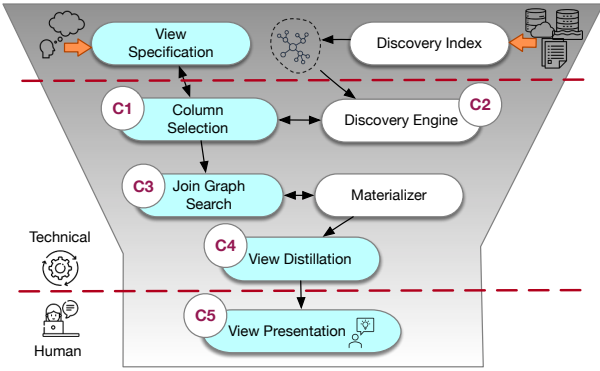 View
Specification
Discovery Index
C1
Column
Selection
Discovery Engine
C2
C3
Join Graph
Search
Materializer
Technical
C4
View Distillation
C5
View Presentation
Human